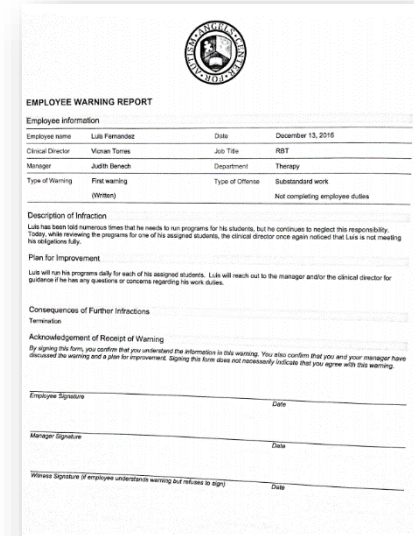 ANGELS CENTER FOR AUTISM
EMPLOYEE WARNING REPORT
Employee information
Employee name Luis Fernandez Date December 13, 2016
Clinical Director Torres Job Title RBT
Manager Judith Benech Department Therapy
Type of Warning First warning Type of Offense Substandard work
(Written) Not completing employee duties
Description of Infraction
Luis has been told numerous times that he needs to run programs for his students, but he continues to neglect this responsibility.
Today, while reviewing the programs for one of his assigned students, the clinical director once again noticed that Luis is not meeting
his obligations fully.
Plan for Improvement
Luis will run his programs daily for each of his assigned students. Luis will reach out to the manager and/or the clinical director for
guidance if he has any questions or concerns regarding his work duties.
Consequences of Further Infractions
Termination
Acknowledgement of Receipt of Warning
By signing this form, you confirm that you understand the information in this warning. You also confirm that you and your manager have
discussed the warning and a plan for improvement. Signing this form does not necessarily indicate that you agree with this warning.
Employee Signature Date
Manager Signature Date
Witness Signature (if employee understands warning but refuses to sign) Date